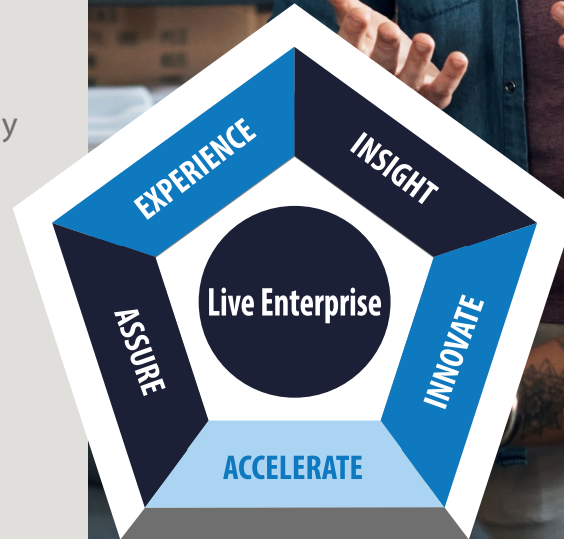 y
EXPERIENCE
INSIGHT
Live Enterprise
ASSURE
INNOVATE
ACCELERATE